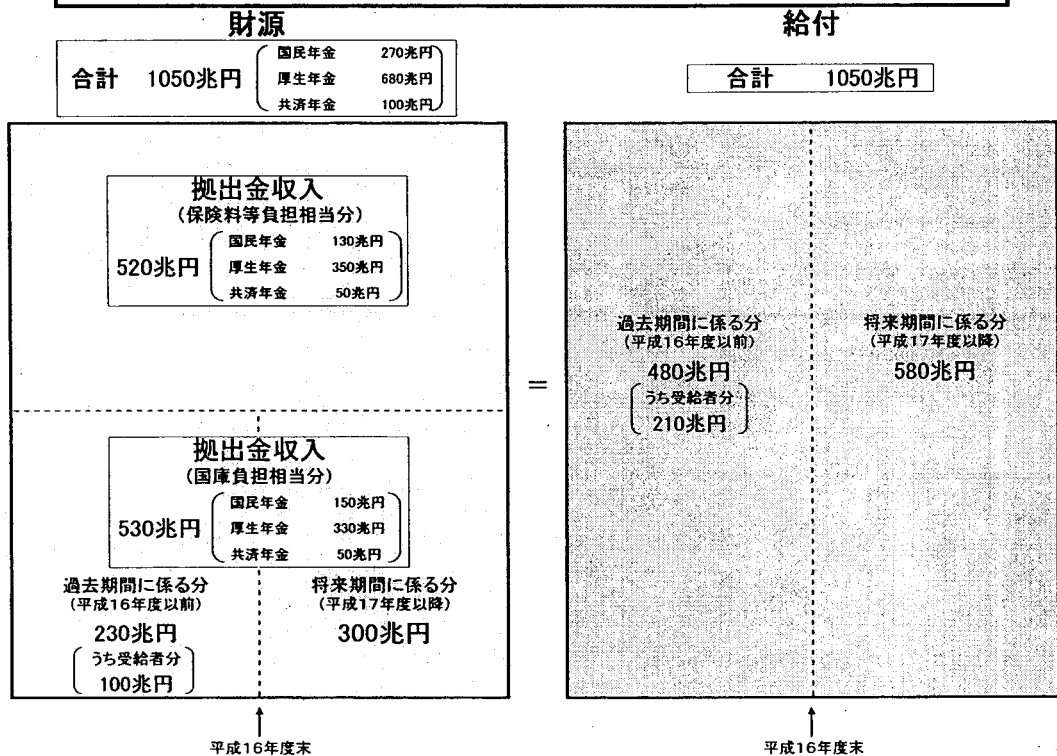 財源
合計 1050兆円
国民年金 270兆円
厚生年金 680兆円
共済年金 100兆円
拠出金収入
(保険料等負担相当分)
520兆円
国民年金 130兆円
厚生年金 350兆円
共済年金 50兆円
拠出金収入
(国庫負担相当分)
530兆円
国民年金 150兆円
厚生年金 330兆円
共済年金 50兆円
過去期間に係る分
(平成16年度以前)
230兆円
うち受給者分
100兆円
将来期間に係る分
(平成17年度以降)
300兆円
平成16年度末
=
給付
合計 1050兆円
過去期間に係る分
(平成16年度以前)
480兆円
うち受給者分
210兆円
将来期間に係る分
(平成17年度以降)
580兆円
平成16年度末